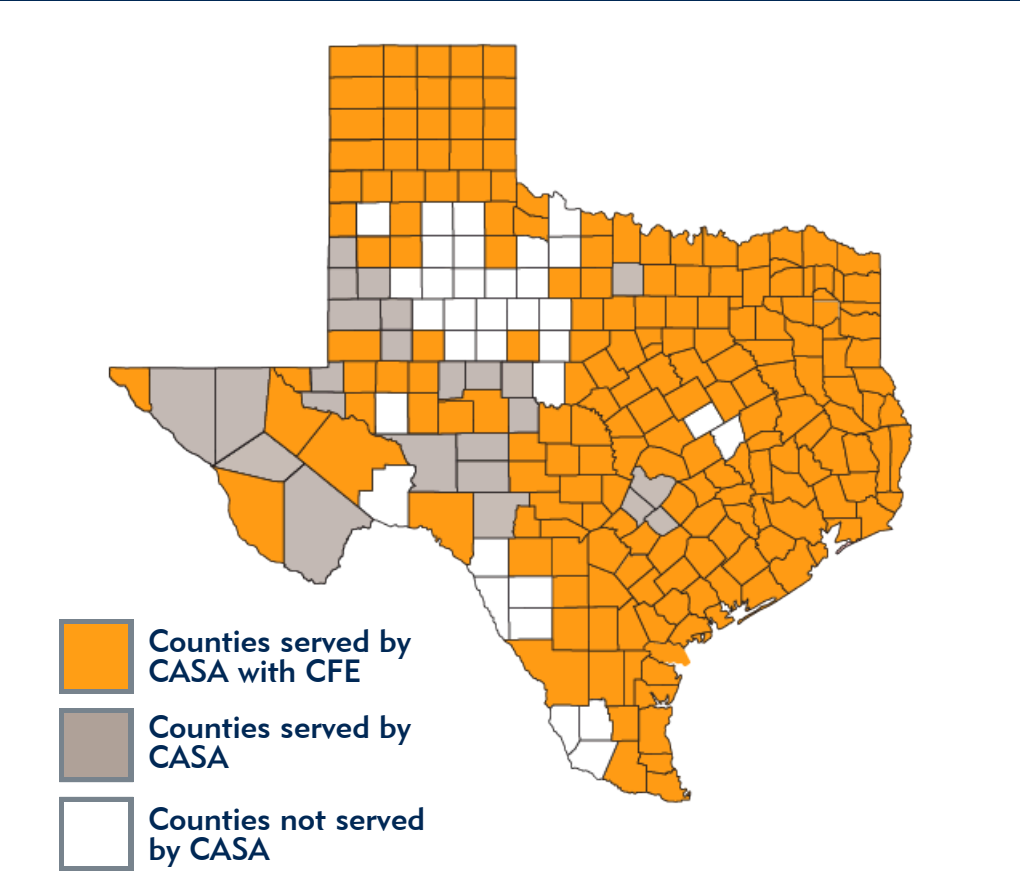 Counties served by
CASA with CFE
Counties served by
CASA
Counties not served
by CASA